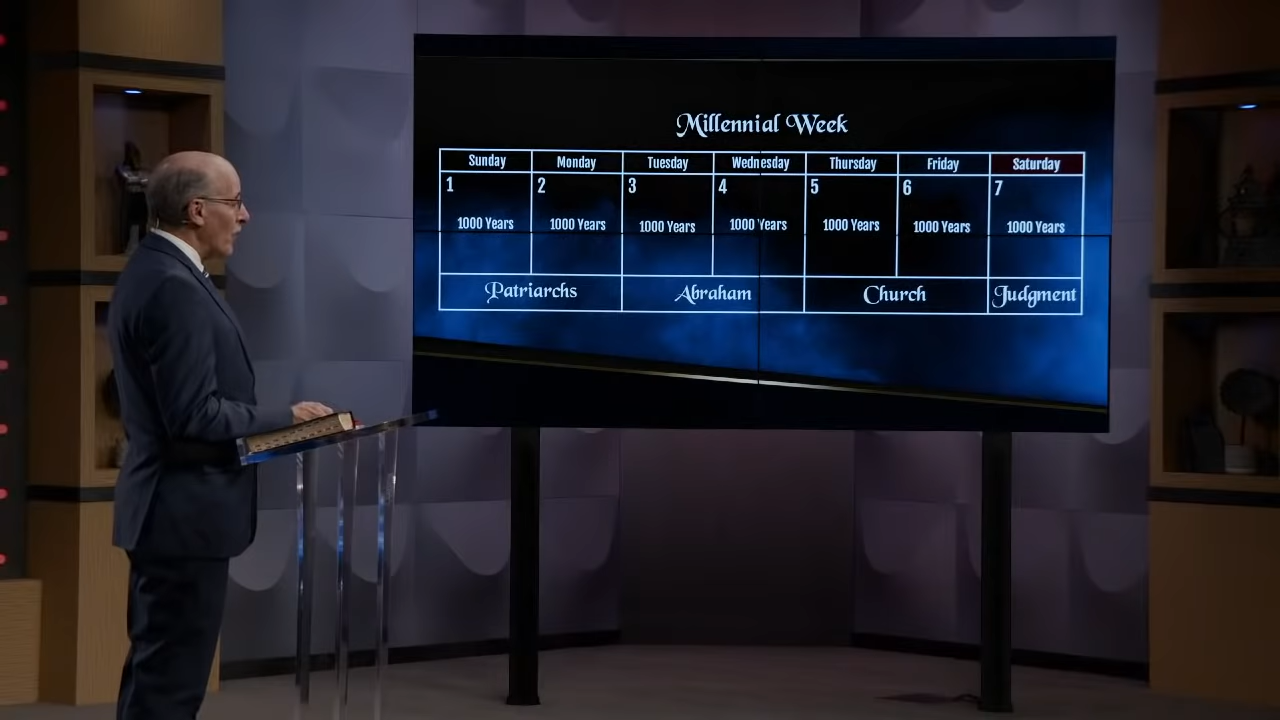 Millennial Week
Sunday Monday Tuesday Wednesday Thursday Friday Saturday
1 2 3 4 5 6 7
1000 Years 1000 Years 1000 Years 1000 Years 1000 Years 1000 Years 1000 Years
Patriarchs Abraham Church Judgment